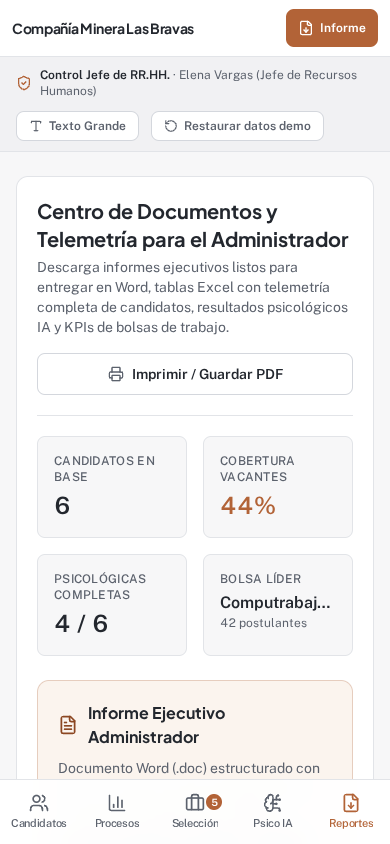 Compañía Minera Las Bravas
Informe
Control Jefe de RR.HH. · Elena Vargas (Jefe de Recursos
Humanos)
Texto Grande
Restaurar datos demo
Centro de Documentos y
Telemetría para el Administrador
Descarga informes ejecutivos listos para
entregar en Word, tablas Excel con telemetría
completa de candidatos, resultados psicológicos
IA y KPIs de bolsas de trabajo.
Imprimir / Guardar PDF
CANDIDATOS EN
BASE
6
COBERTURA
VACANTES
44%
PSICOLÓGICAS
COMPLETAS
4 / 6
BOLSA LÍDER
Computrabaj...
42 postulantes
Informe Ejecutivo
Administrador
Documento Word (.doc) estructurado con
Candidatos
Procesos
5
Selección
Psico IA
Reportes